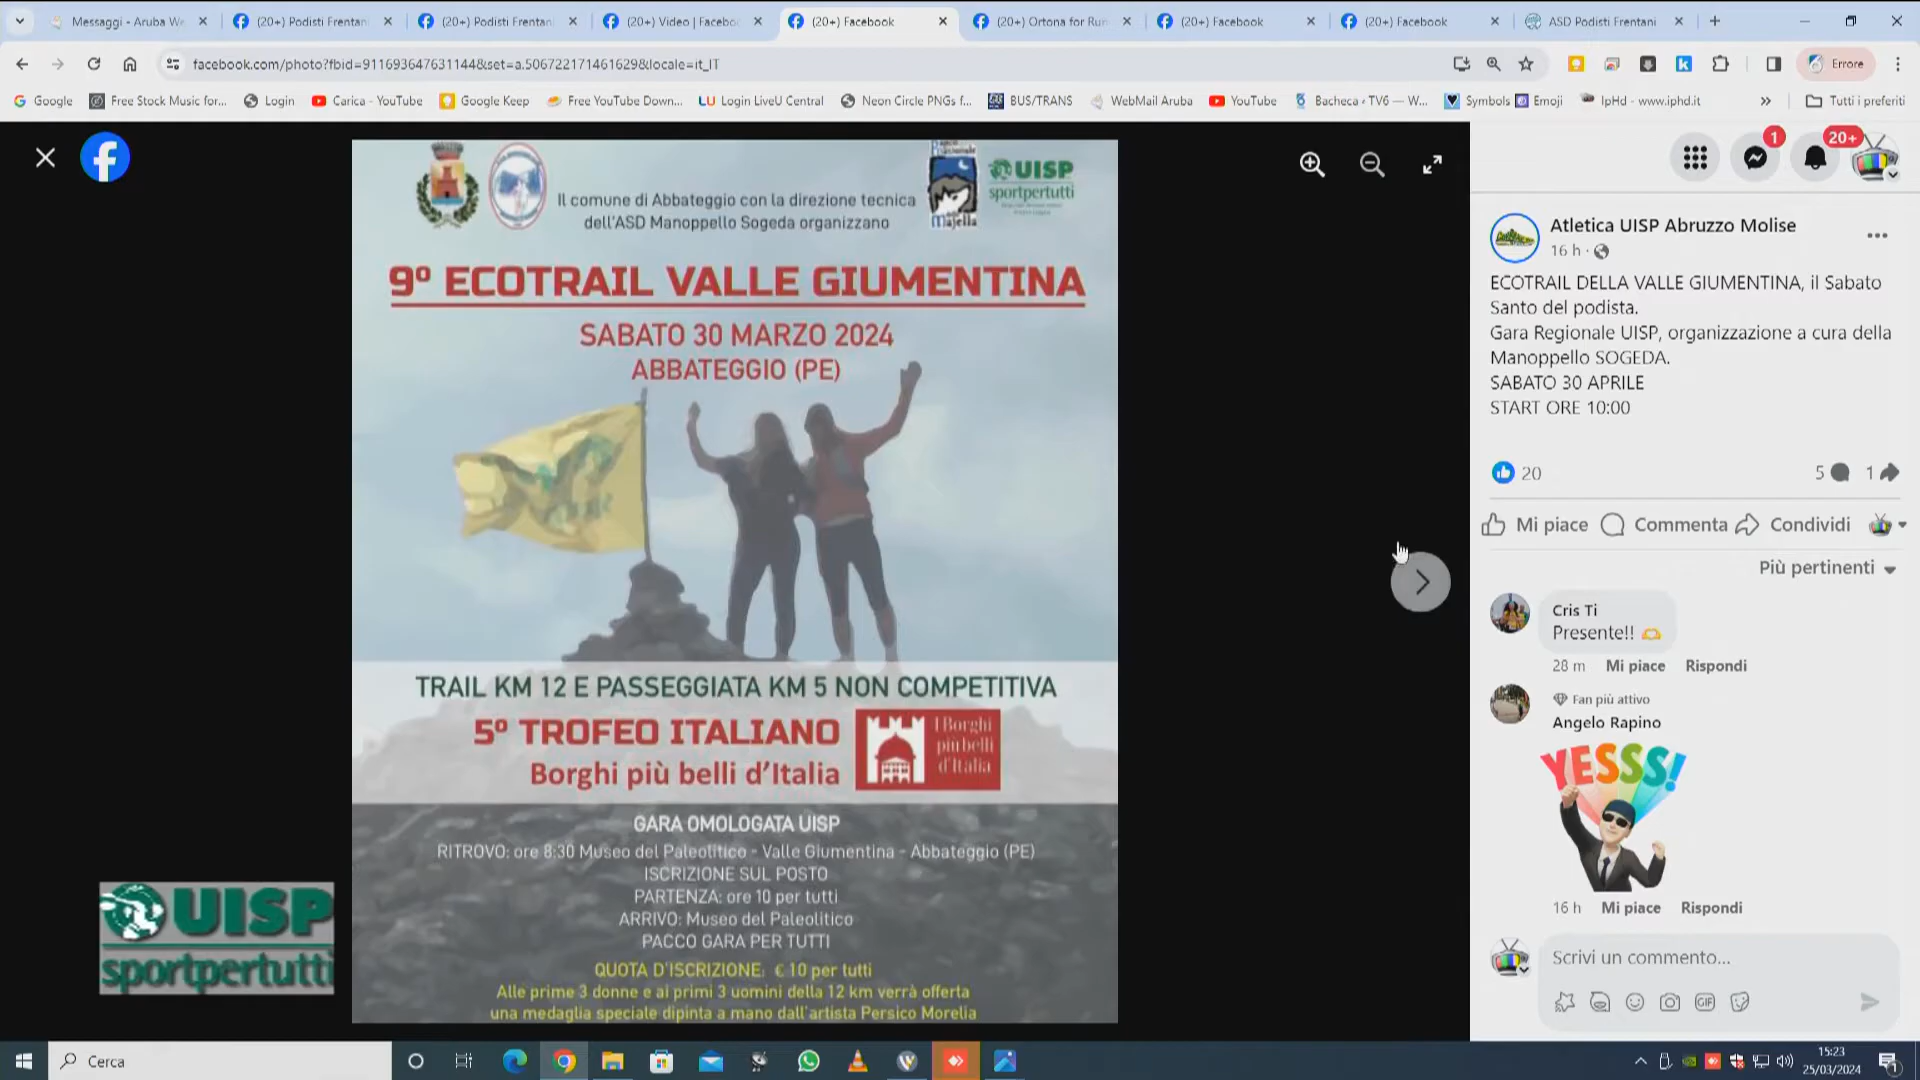 Messaggi - Aruba We
(20+) Podisti Frentan
(20+) Podisti Frentan
(20+) Video | Facebo
(20+) Facebook
(20+) Ortona for Run
(20+) Facebook
(20+) Facebook
ASD Podisti Frentani
facebook.com/photo?fbid=911693647631144&set=a.506722171461629&locale=it_IT
Errore
Google
Free Stock Music for...
Login
Carica - YouTube
Google Keep
Free YouTube Down...
LU Login LiveU Central
Neon Circle PNGs f...
BUS/TRANS
WebMail Aruba
YouTube
Bacheca ‹ TV6 — W...
Symbols
Emoji
IpHd - www.iphd.it
Tutti i preferiti
Il comune di Abbateggio con la direzione tecnica
dell'ASD Manoppello Sogeda organizzano
majella
UISP
sportpertutti
9º ECOTRAIL VALLE GIUMENTINA
SABATO 30 MARZO 2024
ABBATEGGIO (PE)
TRAIL KM 12 E PASSEGGIATA KM 5 NON COMPETITIVA
5º TROFEO ITALIANO
Borghi più belli d'Italia
I Borghi
più belli
d'Italia
GARA OMOLOGATA UISP
RITROVO: ore 8:30 Museo del Paleolitico - Valle Giumentina - Abbateggio (PE)
ISCRIZIONE SUL POSTO
PARTENZA: ore 10 per tutti
ARRIVO: Museo del Paleolitico
PACCO GARA PER TUTTI
QUOTA D'ISCRIZIONE: € 10 per tutti
Alle prime 3 donne e ai primi 3 uomini della 12 km verrà offerta
una medaglia speciale dipinta a mano dall'artista Persico Morelia
UISP
sportpertutti
1
20+
Atletica UISP Abruzzo Molise
16 h
ECOTRAIL DELLA VALLE GIUMENTINA, il Sabato
Santo del podista.
Gara Regionale UISP, organizzazione a cura della
Manoppello SOGEDA.
SABATO 30 APRILE
START ORE 10:00
20
5
1
Mi piace
Commenta
Condividi
Più pertinenti
Cris Ti
Presente!!
28 m Mi piace Rispondi
Fan più attivo
Angelo Rapino
YESSS!
16 h Mi piace Rispondi
Scrivi un commento...
GIF
Cerca
15:23
25/03/2024
1